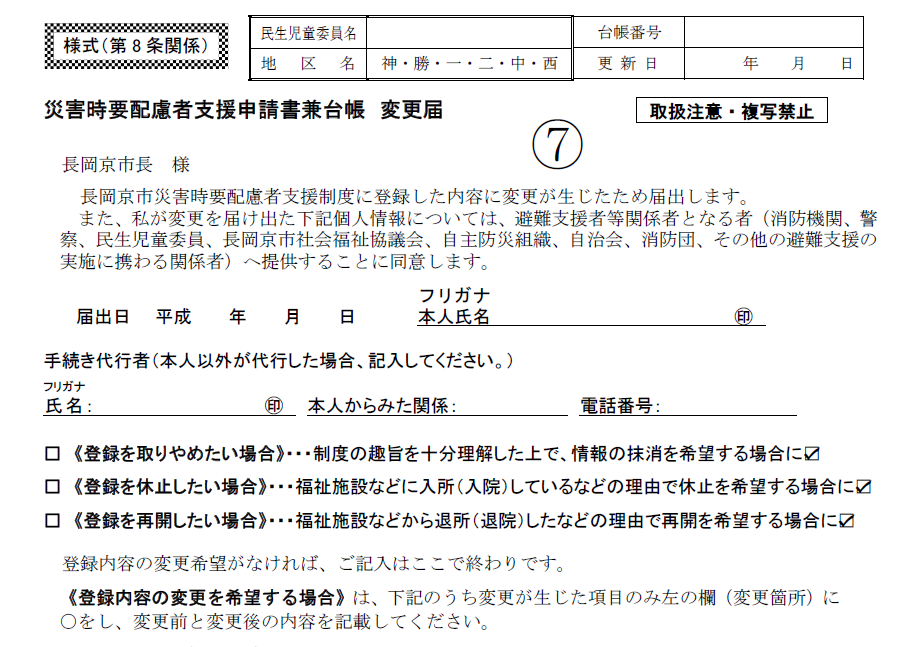 様式（第８条関係）
民生児童委員名
台帳番号
地区名 神・勝・一・二・中・西
更新日 年 月 日
災害時要配慮者支援申請書兼台帳 変更届
取扱注意・複写禁止
⑦
長岡京市長 様
長岡京市災害時要配慮者支援制度に登録した内容に変更が生じたため届出します。
また、私が変更を届け出た下記個人情報については、避難支援者等関係者となる者（消防機関、警
察、民生児童委員、長岡京市社会福祉協議会、自主防災組織、自治会、消防団、その他の避難支援の
実施に携わる関係者）へ提供することに同意します。
フリガナ
届出日 平成 年 月 日 本人氏名 ㊞
手続き代行者（本人以外が代行した場合、記入してください。）
フリガナ
氏名： ㊞ 本人からみた関係： 電話番号：
□ 《登録を取りやめたい場合》･･･制度の趣旨を十分理解した上で、情報の抹消を希望する場合に☑
□ 《登録を休止したい場合》･･･福祉施設などに入所（入院）しているなどの理由で休止を希望する場合に☑
□ 《登録を再開したい場合》･･･福祉施設などから退所（退院）したなどの理由で再開を希望する場合に☑
登録内容の変更希望がなければ、ご記入はここで終わりです。
《登録内容の変更を希望する場合》は、下記のうち変更が生じた項目のみ左の欄（変更箇所）に
〇をし、変更前と変更後の内容を記載してください。